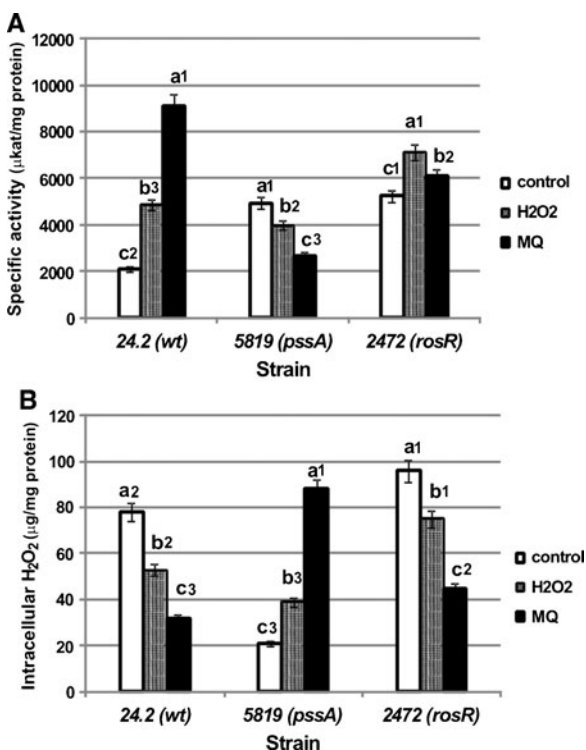 A
Specific activity (µkat/mg protein)
12000
10000
8000
6000
4000
2000
0
c2
b3
a1
a1
b2
c3
c1
a1
b2
control
H2O2
MQ
24.2 (wt)
5819 (pssA)
2472 (rosR)
Strain
B
Intracellular H₂O₂ (µg/mg protein)
120
100
80
60
40
20
0
a2
b2
c3
c3
b3
a1
a1
b1
c2
control
H2O2
MQ
24.2 (wt)
5819 (pssA)
2472 (rosR)
Strain